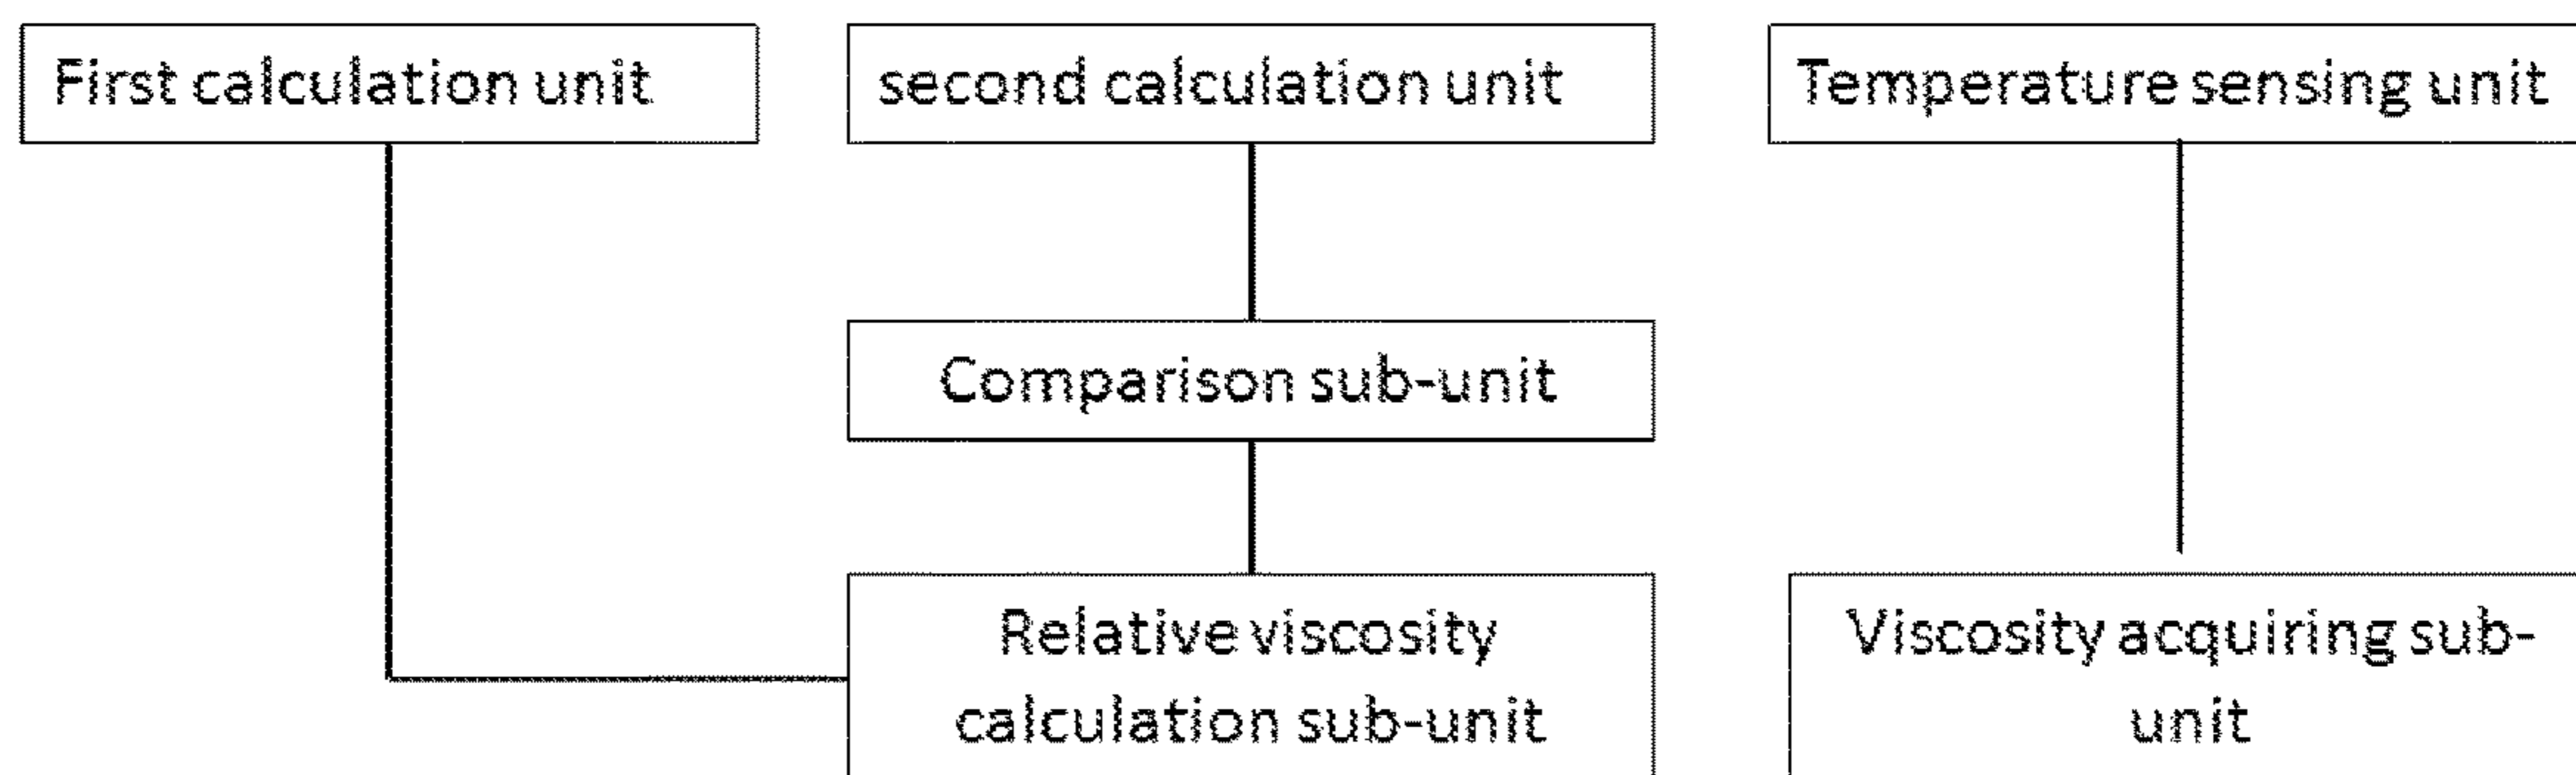 First calculation unit
second calculation unit
Temperature sensing unit
Comparison sub-unit
Relative viscosity
calculation sub-unit
Viscosity acquiring sub-
unit